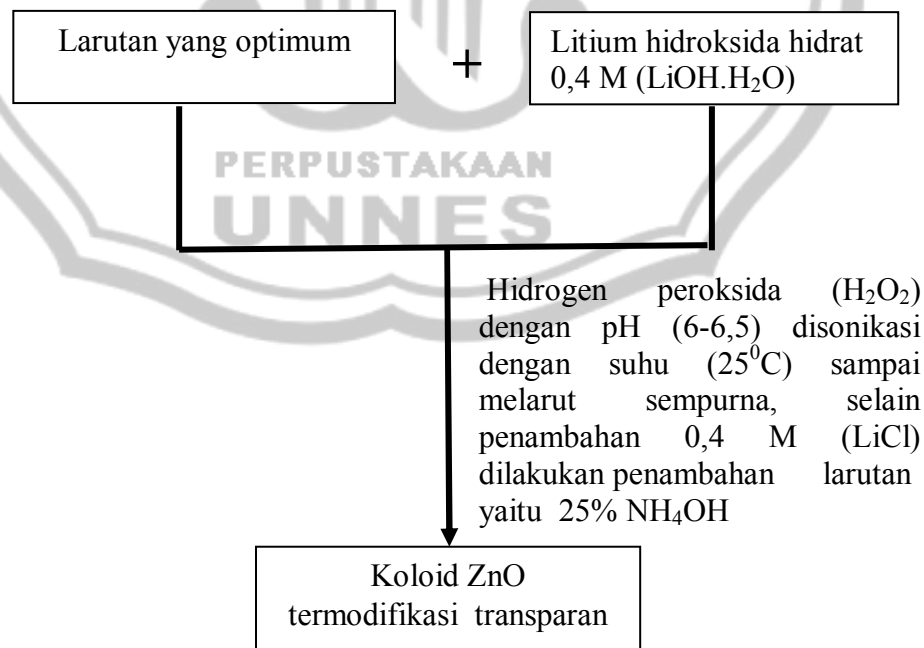 Larutan yang optimum
+
Litium hidroksida hidrat
0,4 M (LiOH.H₂O)
PERPUSTAKAAN
UNNES
Hidrogen peroksida (H₂O₂)
dengan pH (6-6,5) disonikasi
dengan suhu (25⁰C) sampai
melarut sempurna, selain
penambahan 0,4 M (LiCl)
dilakukan penambahan larutan
yaitu 25% NH₄OH
Koloid ZnO
termodifikasi transparan